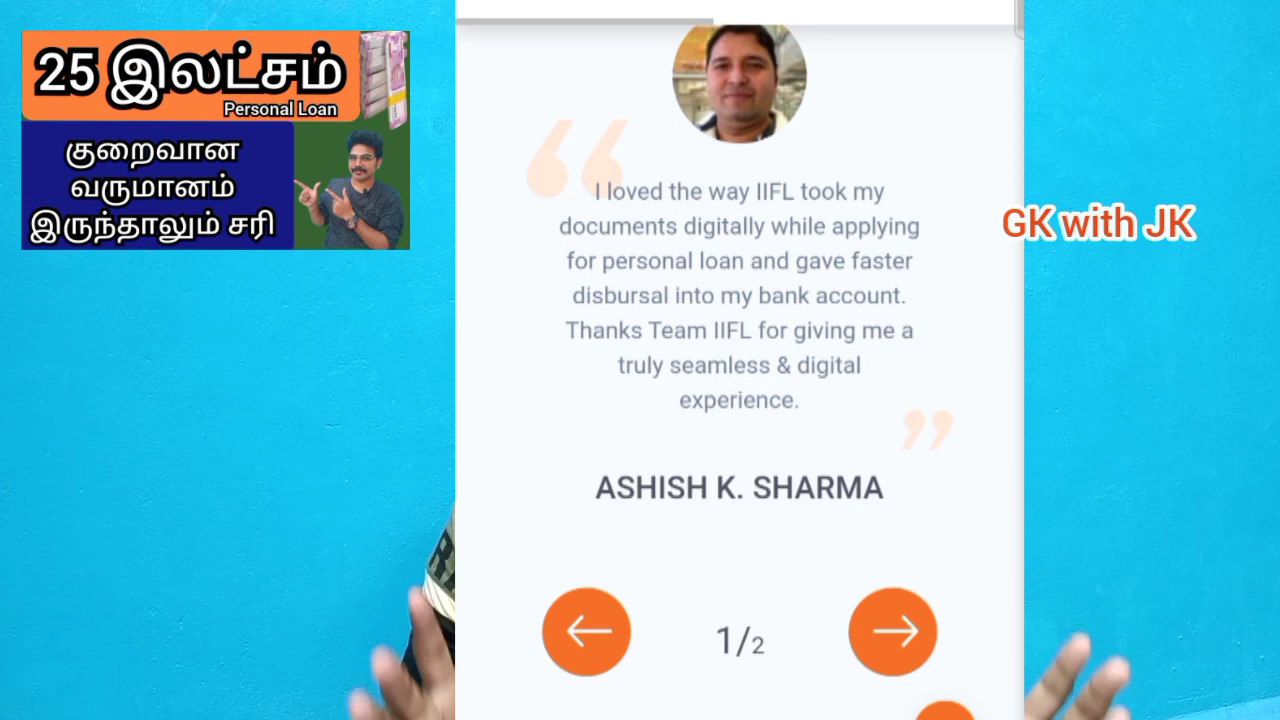 25 இலட்சம்
Personal Loan
குறைவான
வருமானம்
இருந்தாலும் சரி
I loved the way IIFL took my
documents digitally while applying
for personal loan and gave faster
disbursal into my bank account.
Thanks Team IIFL for giving me a
truly seamless & digital
experience.
ASHISH K. SHARMA
1/2
GK with JK